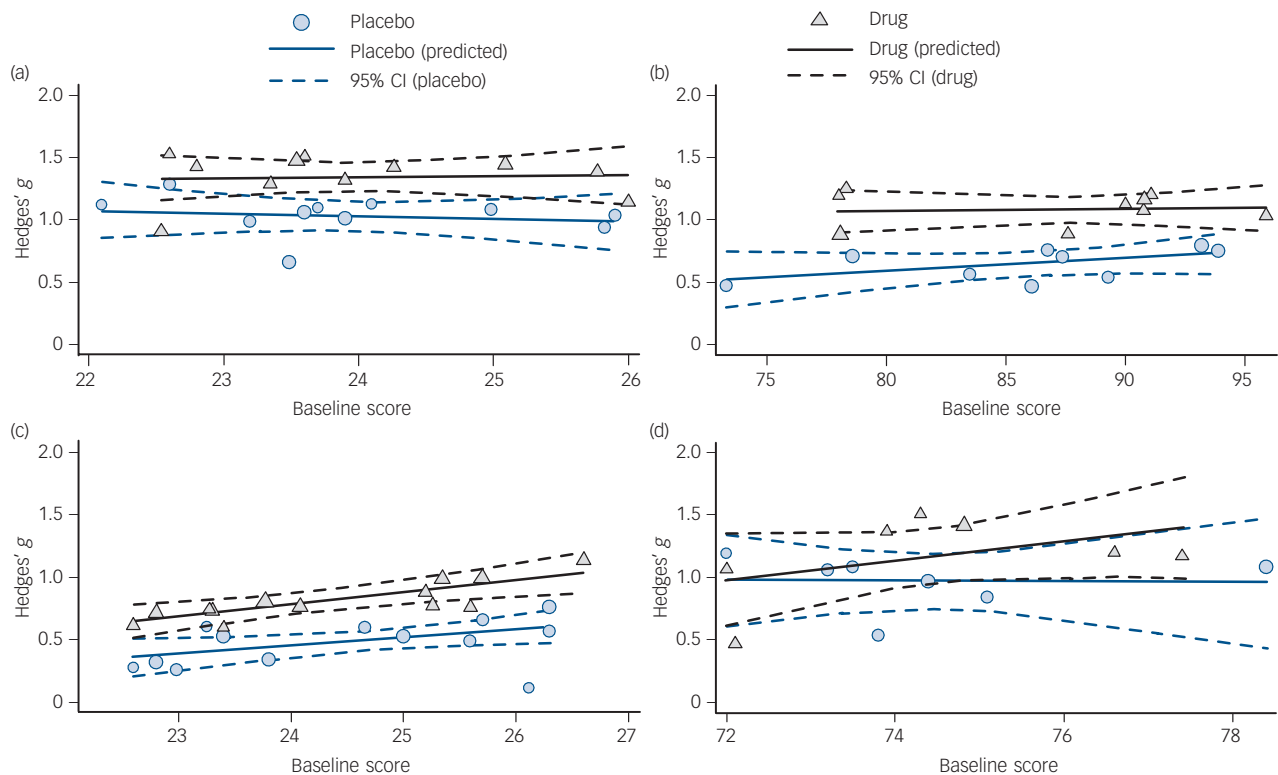 Placebo
Placebo (predicted)
95% CI (placebo)
Drug
Drug (predicted)
95% CI (drug)
(a)
2.0
1.5
1.0
0.5
0
Hedges' g
22 23 24 25 26
Baseline score
(b)
2.0
1.5
1.0
0.5
0
Hedges' g
75 80 85 90 95
Baseline score
(c)
2.0
1.5
1.0
0.5
0
Hedges' g
23 24 25 26 27
Baseline score
(d)
2.0
1.5
1.0
0.5
0
Hedges' g
72 74 76 78
Baseline score